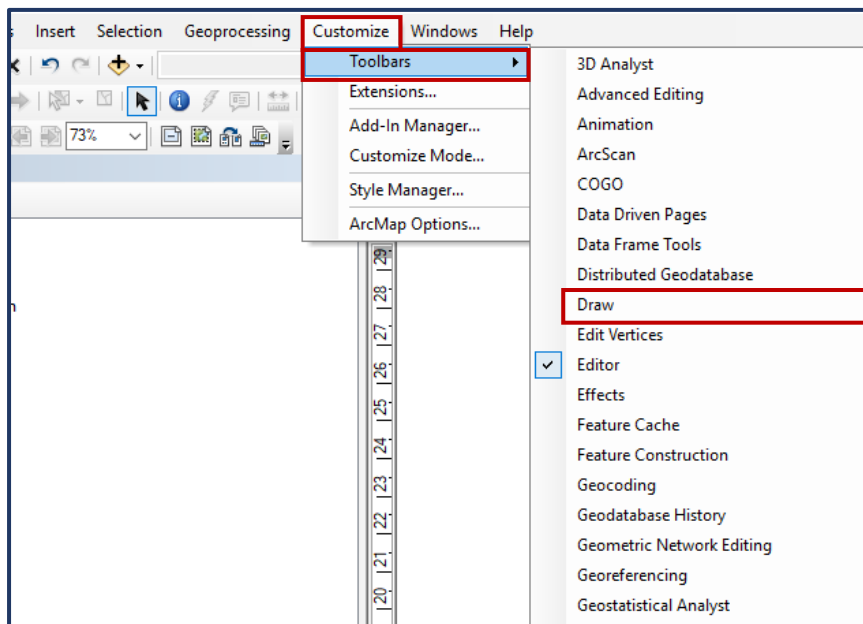 Insert Selection Geoprocessing Customize Windows Help
73%
Toolbars
Extensions...
Add-In Manager...
Customize Mode...
Style Manager...
ArcMap Options...
3D Analyst
Advanced Editing
Animation
ArcScan
COGO
Data Driven Pages
Data Frame Tools
Distributed Geodatabase
Draw
Edit Vertices
Editor
Effects
Feature Cache
Feature Construction
Geocoding
Geodatabase History
Geometric Network Editing
Georeferencing
Geostatistical Analyst
29
28
27
26
25
24
23
22
21
20